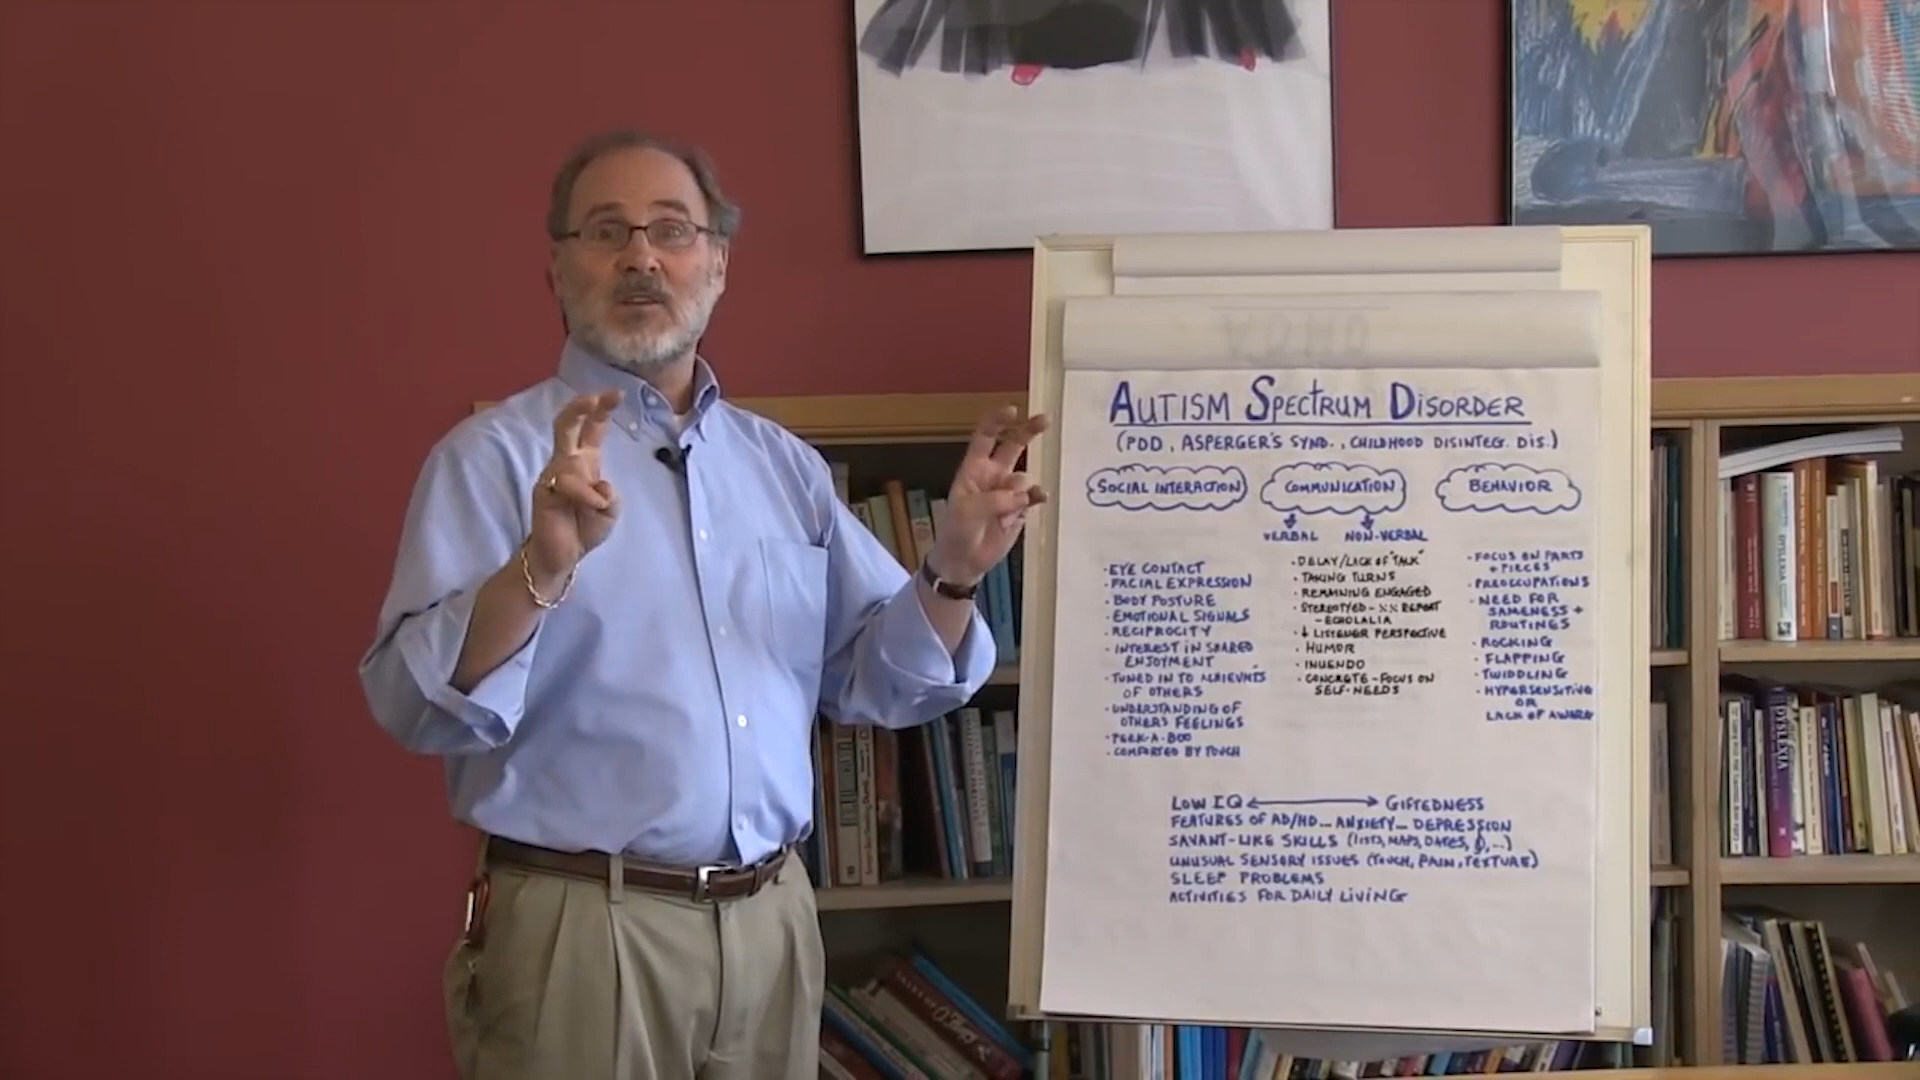 ADHD
AUTISM SPECTRUM DISORDER
(PDD, ASPERGER'S SYND., CHILDHOOD DISINTEG. DIS.)
SOCIAL INTERACTION
· EYE CONTACT
· FACIAL EXPRESSION
· BODY POSTURE
· EMOTIONAL SIGNALS
· RECIPROCITY
· INTEREST IN SHARED
ENJOYMENT
· TUNED IN TO ACHIEVMTS
OF OTHERS
· UNDERSTANDING OF
OTHERS FEELINGS
· PEEK-A-BOO
· COMFORTED BY TOUCH
COMMUNICATION
VERBAL NON-VERBAL
· DELAY/LACK OF "TALK"
· TAKING TURNS
· REMAINING ENGAGED
· STEREOTYPED - XX REPEAT
- ECHOLALIA
· ↓ LISTENER PERSPECTIVE
· HUMOR
· INUENDO
· CONCRETE - FOCUS ON
SELF-NEEDS
BEHAVIOR
· FOCUS ON PARTS
+ PIECES
· PREOCCUPATIONS
· NEED FOR
SAMENESS +
ROUTINES
· ROCKING
· FLAPPING
· TWIDDLING
· HYPERSENSITIVE
OR
LACK OF AWARE
LOW IQ ↔ GIFTEDNESS
FEATURES OF AD/HD... ANXIETY... DEPRESSION
SAVANT-LIKE SKILLS (LISTS, MAPS, DATES, ...)
UNUSUAL SENSORY ISSUES (TOUCH, PAIN, TEXTURE)
SLEEP PROBLEMS
ACTIVITIES FOR DAILY LIVING
DYSLEXIA